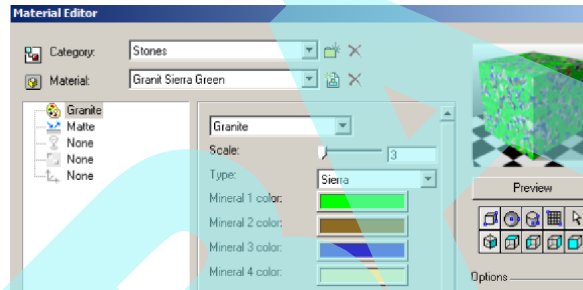 Material Editor
Category: Stones
Material: Granit Sierra Green
Granite
Matte
None
None
None
Granite
Scale: 3
Type: Sierra
Mineral 1 color:
Mineral 2 color:
Mineral 3 color:
Mineral 4 color:
Preview
Options